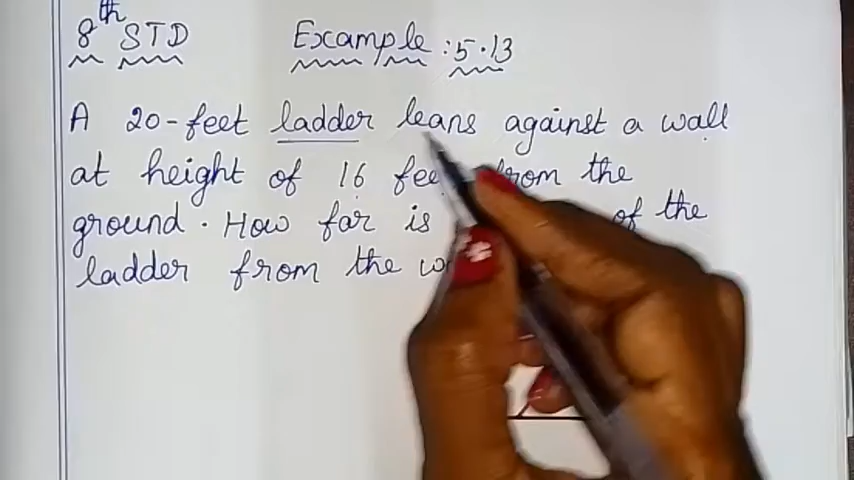 8th STD Example : 5.13
A 20-feet ladder leans against a wall
at height of 16 from the
ground. How far is of the
ladder from the